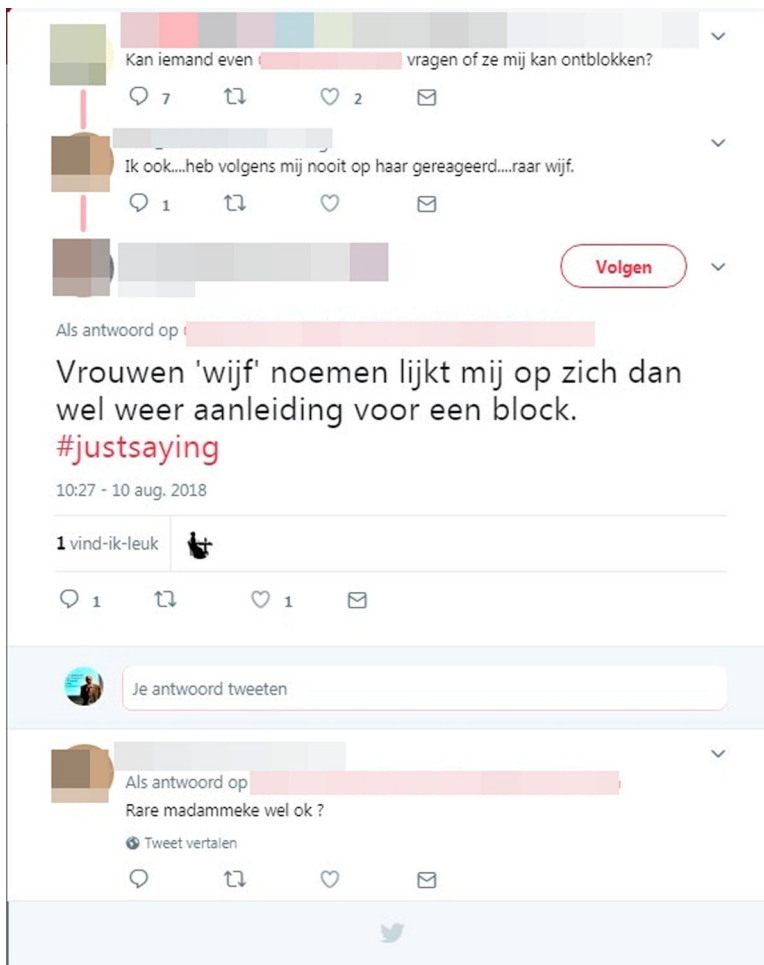 Kan iemand even vragen of ze mij kan ontblokken?
7 2
Ik ook....heb volgens mij nooit op haar gereageerd....raar wijf.
1
Volgen
Als antwoord op
Vrouwen 'wijf' noemen lijkt mij op zich dan
wel weer aanleiding voor een block.
#justsaying
10:27 - 10 aug. 2018
1 vind-ik-leuk
1 1
Je antwoord tweeten
Als antwoord op
Rare madammeke wel ok ?
Tweet vertalen